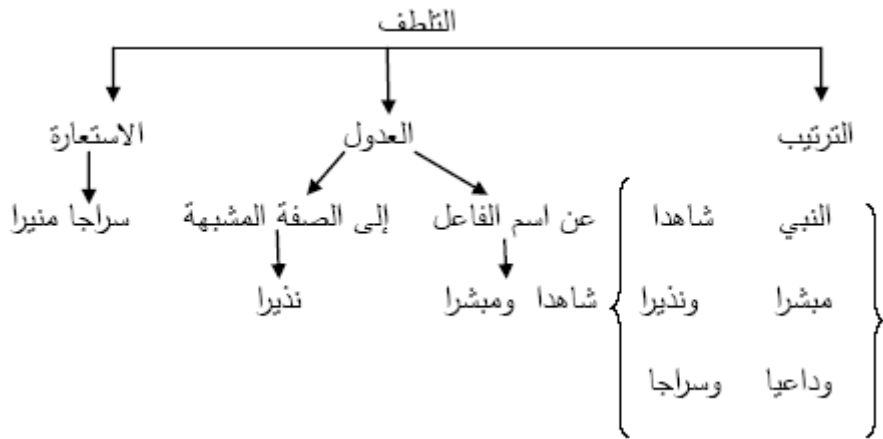 التلطف
الترتيب العدول الاستعارة
النبي شاهدا عن اسم الفاعل إلى الصفة المشبهة سراجا منيرا
مبشرا ونذيرا شاهدا ومبشرا نذيرا
وداعيا وسراجا